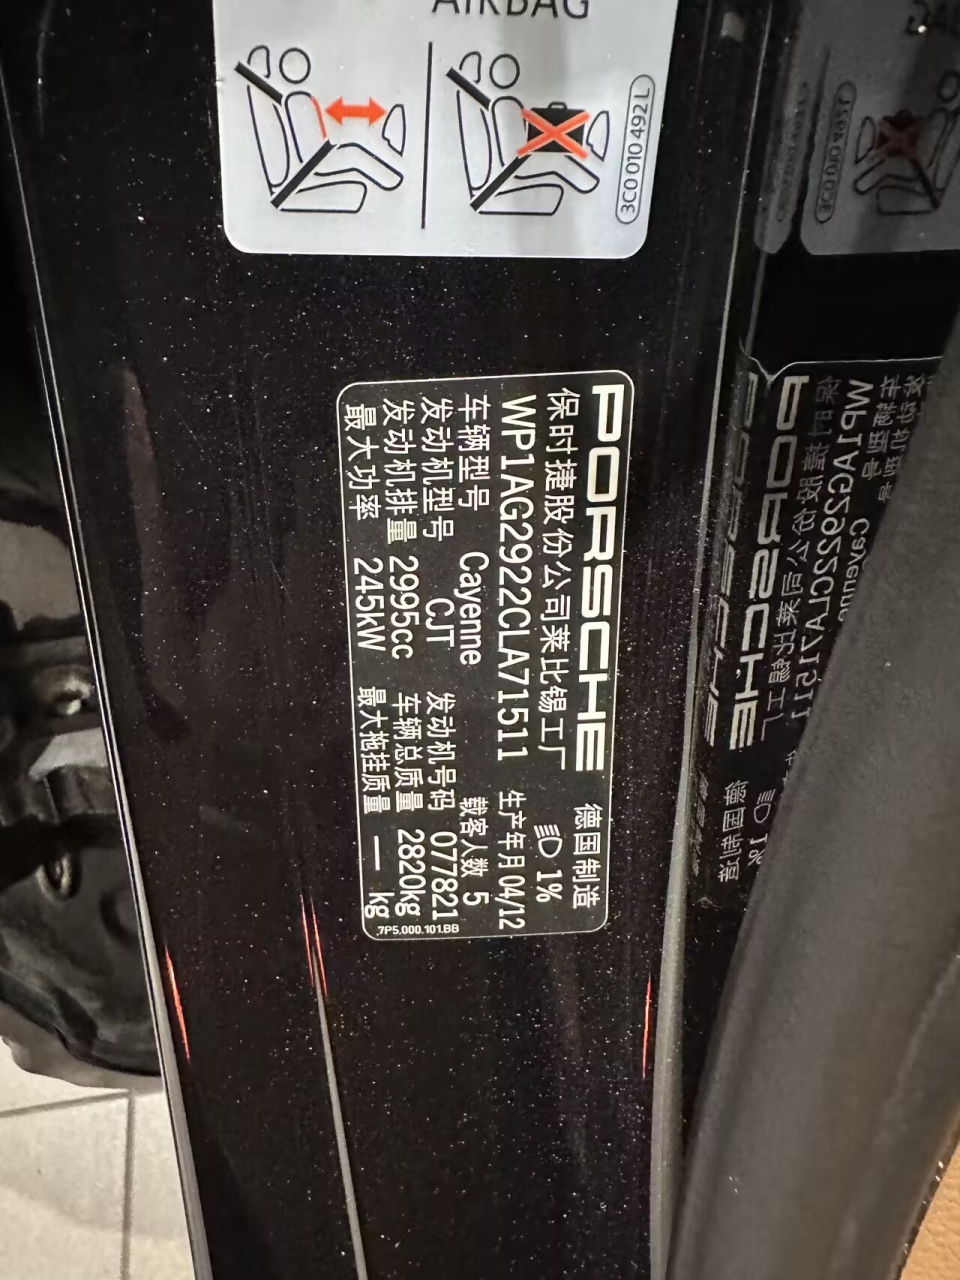 AIRBAG
3C0 010 492 L
PORSCHE 德国制造
保时捷股份公司莱比锡工厂 1%
WP1AG2922CLA71511 生产年月 04/12
车辆型号 Cayenne 载客人数 5
发动机型号 CJT 发动机号码 077821
发动机排量 2995cc 车辆总质量 2820kg
最大功率 245kW 最大拖挂质量 — kg
7P5.000.101.BB